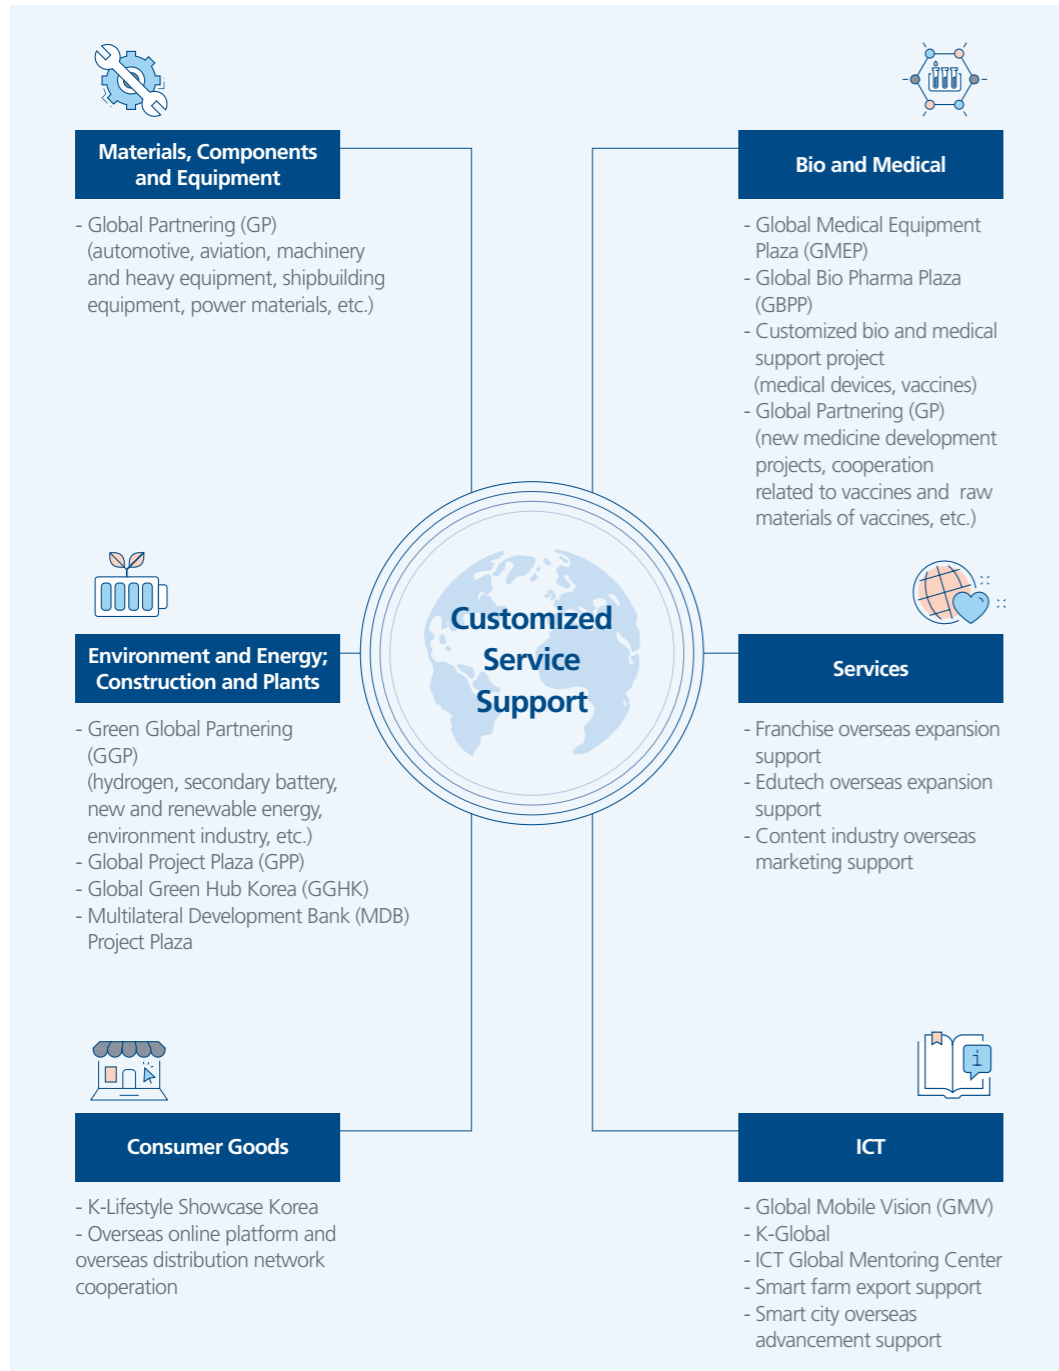 Materials, Components
and Equipment
- Global Partnering (GP)
(automotive, aviation, machinery
and heavy equipment, shipbuilding
equipment, power materials, etc.)
Bio and Medical
- Global Medical Equipment
Plaza (GMEP)
- Global Bio Pharma Plaza
(GBPP)
- Customized bio and medical
support project
(medical devices, vaccines)
- Global Partnering (GP)
(new medicine development
projects, cooperation
related to vaccines and raw
materials of vaccines, etc.)
Customized
Service
Support
Environment and Energy;
Construction and Plants
- Green Global Partnering
(GGP)
(hydrogen, secondary battery,
new and renewable energy,
environment industry, etc.)
- Global Project Plaza (GPP)
- Global Green Hub Korea (GGHK)
- Multilateral Development Bank (MDB)
Project Plaza
Services
- Franchise overseas expansion
support
- Edutech overseas expansion
support
- Content industry overseas
marketing support
Consumer Goods
- K-Lifestyle Showcase Korea
- Overseas online platform and
overseas distribution network
cooperation
i
ICT
- Global Mobile Vision (GMV)
- K-Global
- ICT Global Mentoring Center
- Smart farm export support
- Smart city overseas
advancement support